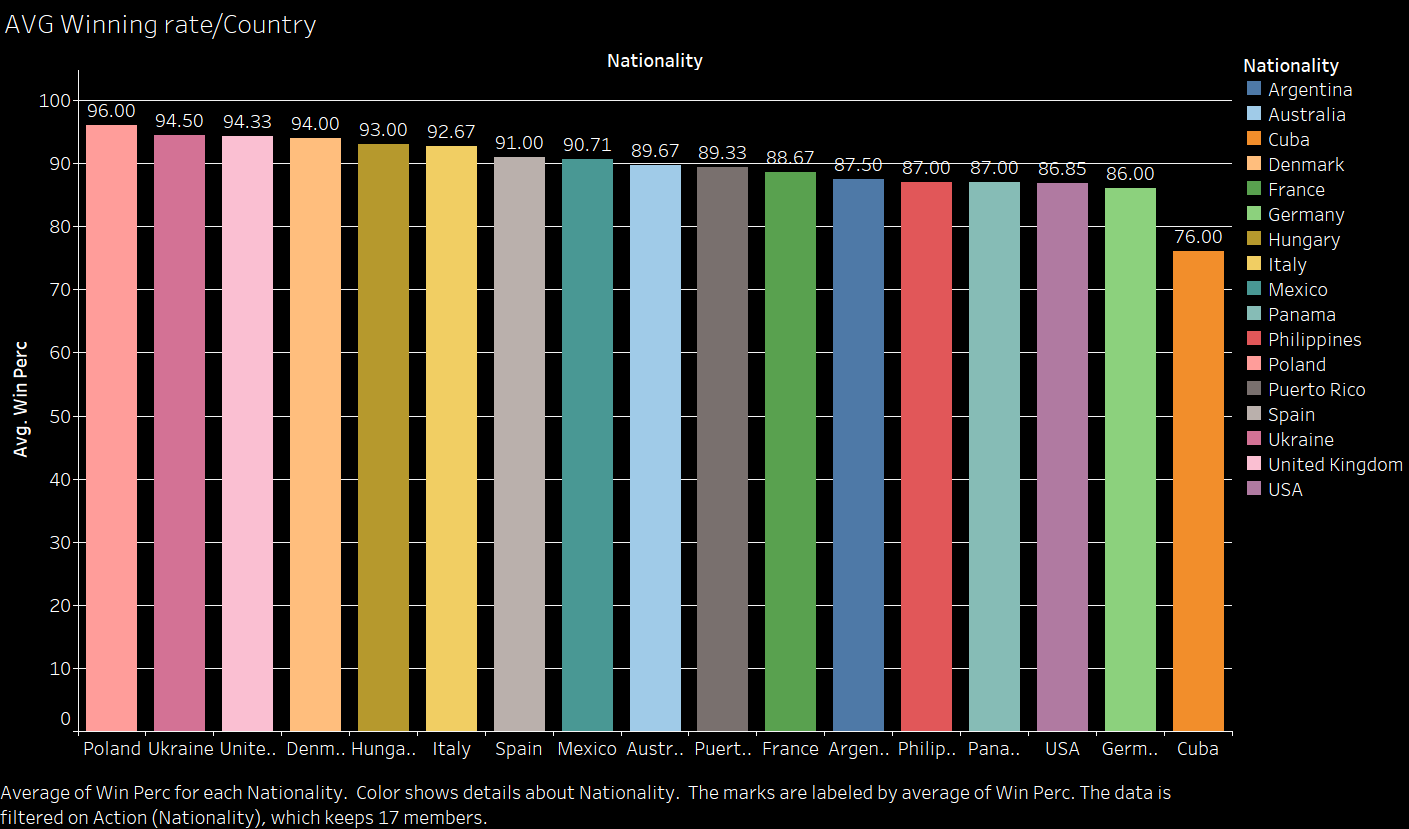 AVG Winning rate/Country
Nationality
Avg. Win Perc
100
90
80
70
60
50
40
30
20
10
0
96.00 94.50 94.33 94.00 93.00 92.67 91.00 90.71 89.67 89.33 88.67 87.50 87.00 87.00 86.85 86.00 76.00
Poland Ukraine Unite.. Denm.. Hunga.. Italy Spain Mexico Austr.. Puert.. France Argen.. Philip.. Pana.. USA Germ.. Cuba
Nationality
Argentina
Australia
Cuba
Denmark
France
Germany
Hungary
Italy
Mexico
Panama
Philippines
Poland
Puerto Rico
Spain
Ukraine
United Kingdom
USA
Average of Win Perc for each Nationality.  Color shows details about Nationality.  The marks are labeled by average of Win Perc. The data is
filtered on Action (Nationality), which keeps 17 members.